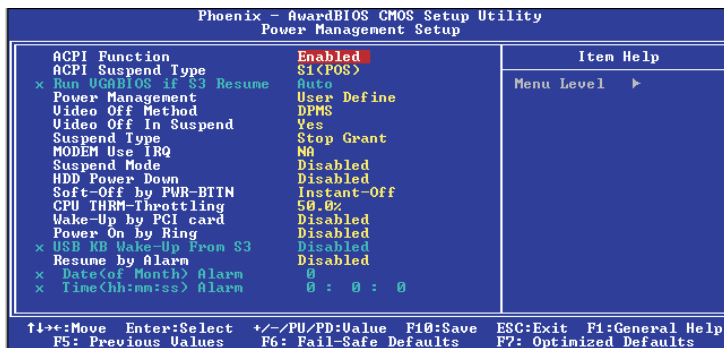 Phoenix - AwardBIOS CMOS Setup Utility
Power Management Setup
ACPI Function Enabled
ACPI Suspend Type S1(POS)
x Run VGABIOS if S3 Resume Auto
Power Management User Define
Video Off Method DPMS
Video Off In Suspend Yes
Suspend Type Stop Grant
MODEM Use IRQ NA
Suspend Mode Disabled
HDD Power Down Disabled
Soft-Off by PWR-BTTN Instant-Off
CPU THRM-Throttling 50.0%
Wake-Up by PCI card Disabled
Power On by Ring Disabled
x USB KB Wake-Up From S3 Disabled
Resume by Alarm Disabled
x Date(of Month) Alarm 0
x Time(hh:mm:ss) Alarm 0 : 0 : 0
Item Help
Menu Level ►
↑↓→←:Move Enter:Select +/-/PU/PD:Value F10:Save ESC:Exit F1:General Help
F5: Previous Values F6: Fail-Safe Defaults F7: Optimized Defaults